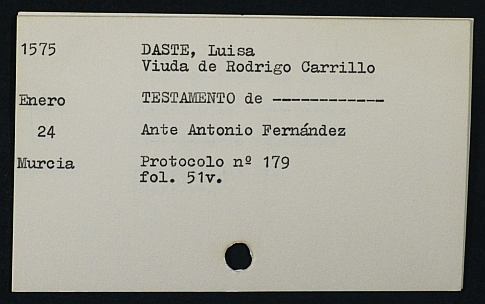 1575 DASTE, Luisa
Viuda de Rodrigo Carrillo
Enero TESTAMENTO de ------------
24 Ante Antonio Fernández
Murcia Protocolo nº 179
fol. 51v.